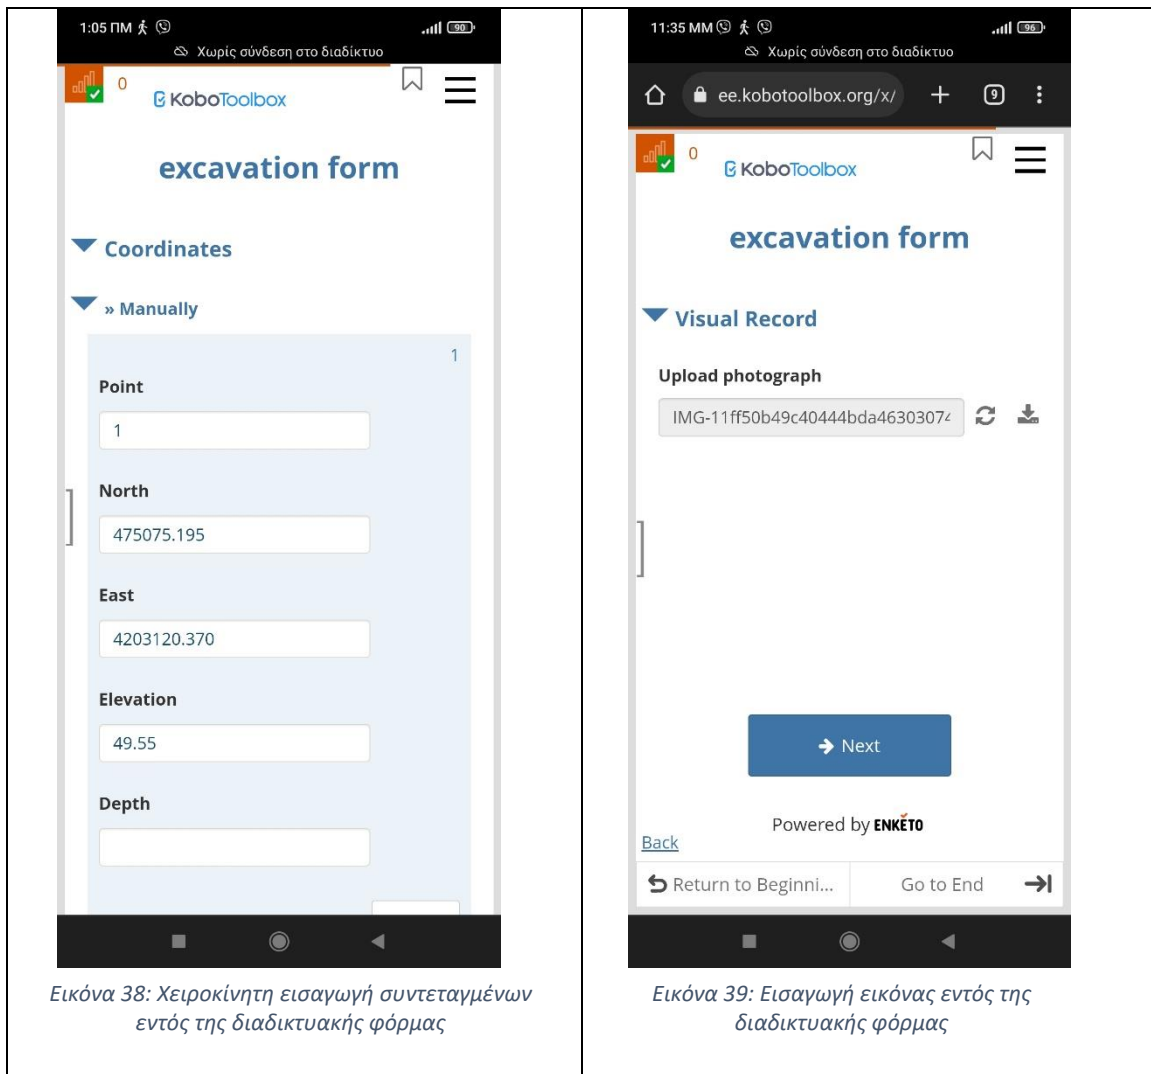 1:05 ΠΜ
90
Χωρίς σύνδεση στο διαδίκτυο
0
KoboToolbox
excavation form
Coordinates
» Manually
1
Point
1
North
475075.195
East
4203120.370
Elevation
49.55
Depth
Εικόνα 38: Χειροκίνητη εισαγωγή συντεταγμένων
εντός της διαδικτυακής φόρμας
11:35 ΜΜ
96
Χωρίς σύνδεση στο διαδίκτυο
ee.kobotoolbox.org/x/
9
0
KoboToolbox
excavation form
Visual Record
Upload photograph
IMG-11ff50b49c40444bda4630307
Next
Powered by ENKĒTO
Back
Return to Beginni...
Go to End
Εικόνα 39: Εισαγωγή εικόνας εντός της
διαδικτυακής φόρμας